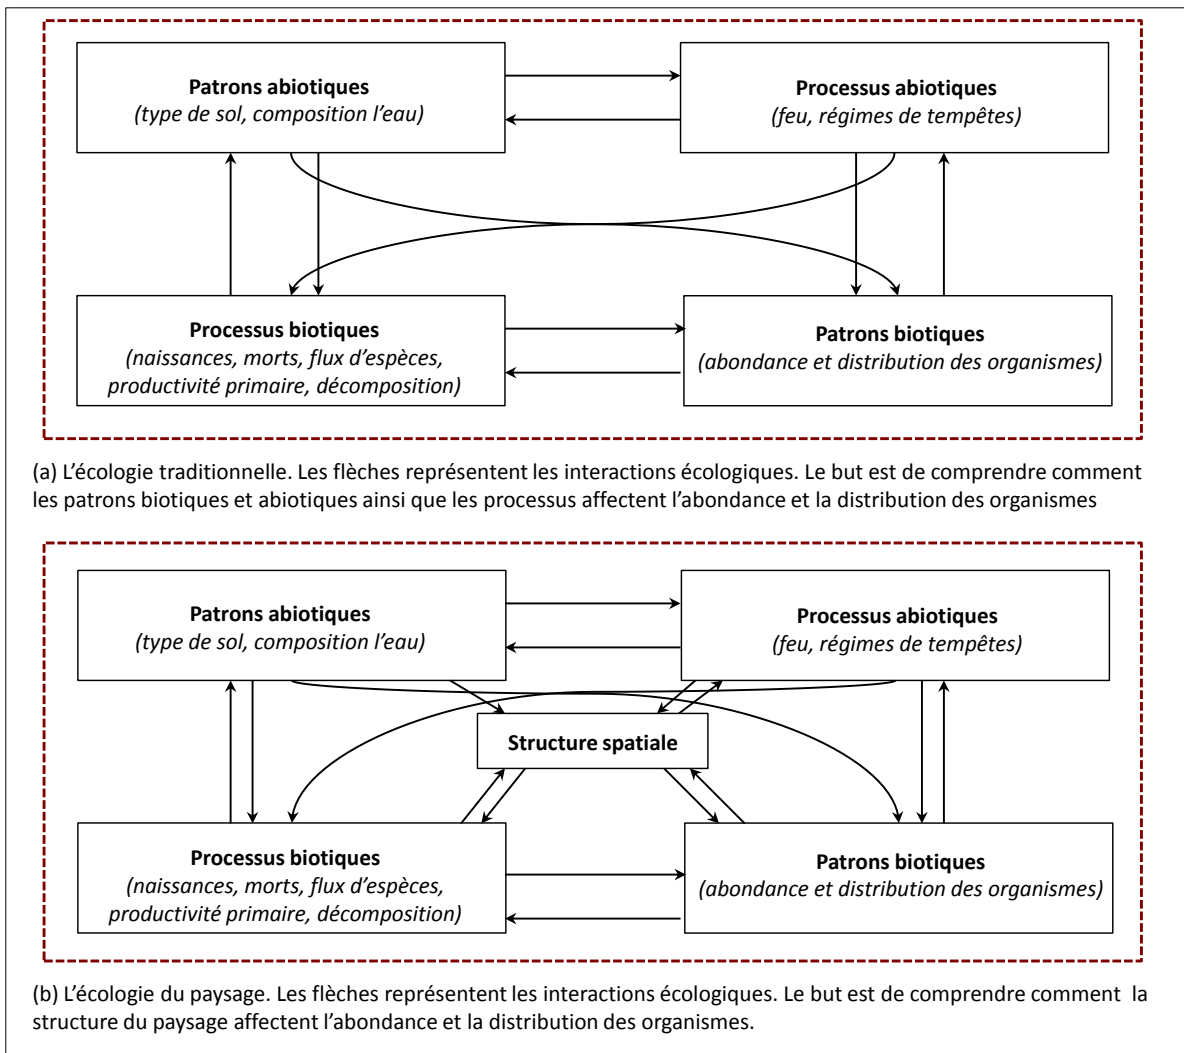 Patrons abiotiques
(type de sol, composition l’eau)
Processus abiotiques
(feu, régimes de tempêtes)
Processus biotiques
(naissances, morts, flux d’espèces,
productivité primaire, décomposition)
Patrons biotiques
(abondance et distribution des organismes)
(a) L’écologie traditionnelle. Les flèches représentent les interactions écologiques. Le but est de comprendre comment
les patrons biotiques et abiotiques ainsi que les processus affectent l’abondance et la distribution des organismes
Patrons abiotiques
(type de sol, composition l’eau)
Processus abiotiques
(feu, régimes de tempêtes)
Structure spatiale
Processus biotiques
(naissances, morts, flux d’espèces,
productivité primaire, décomposition)
Patrons biotiques
(abondance et distribution des organismes)
(b) L’écologie du paysage. Les flèches représentent les interactions écologiques. Le but est de comprendre comment la
structure du paysage affectent l’abondance et la distribution des organismes.